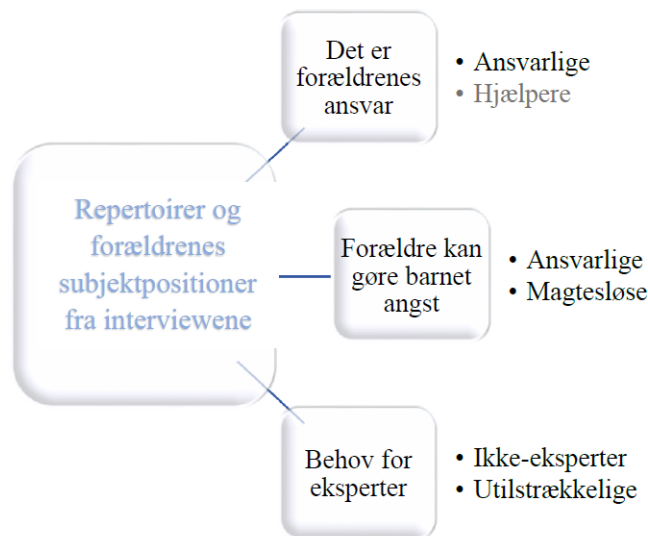 Det er
forældrenes
ansvar
• Ansvarlige
• Hjælpere
Repertoirer og
forældrenes
subjektpositioner
fra interviewene
Forældre kan
gøre barnet
angst
• Ansvarlige
• Magtesløse
Behov for
eksperter
• Ikke-eksperter
• Utilstrækkelige